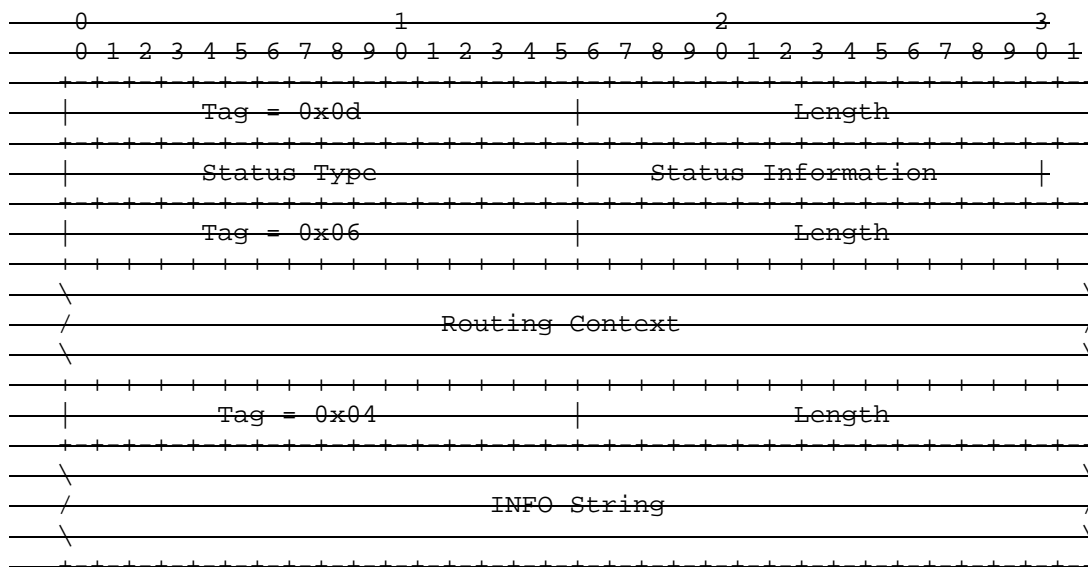 0 1 2 3
0 1 2 3 4 5 6 7 8 9 0 1 2 3 4 5 6 7 8 9 0 1 2 3 4 5 6 7 8 9 0 1
+-+-+-+-+-+-+-+-+-+-+-+-+-+-+-+-+-+-+-+-+-+-+-+-+-+-+-+-+-+-+-+--
| Tag = 0x0d | Length
+-+-+-+-+-+-+-+-+-+-+-+-+-+-+-+-+-+-+-+-+-+-+-+-+-+-+-+-+-+-+-+--
| Status Type | Status Information |
+-+-+-+-+-+-+-+-+-+-+-+-+-+-+-+-+-+-+-+-+-+-+-+-+-+-+-+-+-+-+-+--
| Tag = 0x06 | Length
+-+-+-+-+-+-+-+-+-+-+-+-+-+-+-+-+-+-+-+-+-+-+-+-+-+-+-+-+-+-+-+-
\ \
/ Routing Context /
\ \
+-+-+-+-+-+-+-+-+-+-+-+-+-+-+-+-+-+-+-+-+-+-+-+-+-+-+-+-+-+-+-+-
| Tag = 0x04 | Length
+-+-+-+-+-+-+-+-+-+-+-+-+-+-+-+-+-+-+-+-+-+-+-+-+-+-+-+-+-+-+-+--
\ \
/ INFO String /
\ \
+-+-+-+-+-+-+-+-+-+-+-+-+-+-+-+-+-+-+-+-+-+-+-+-+-+-+-+-+-+-+-+--